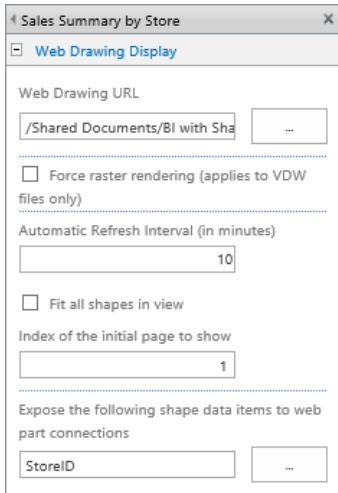 Sales Summary by Store
Web Drawing Display
Web Drawing URL
/Shared Documents/BI with Sha
...
Force raster rendering (applies to VDW
files only)
Automatic Refresh Interval (in minutes)
10
Fit all shapes in view
Index of the initial page to show
1
Expose the following shape data items to web
part connections
StoreID
...